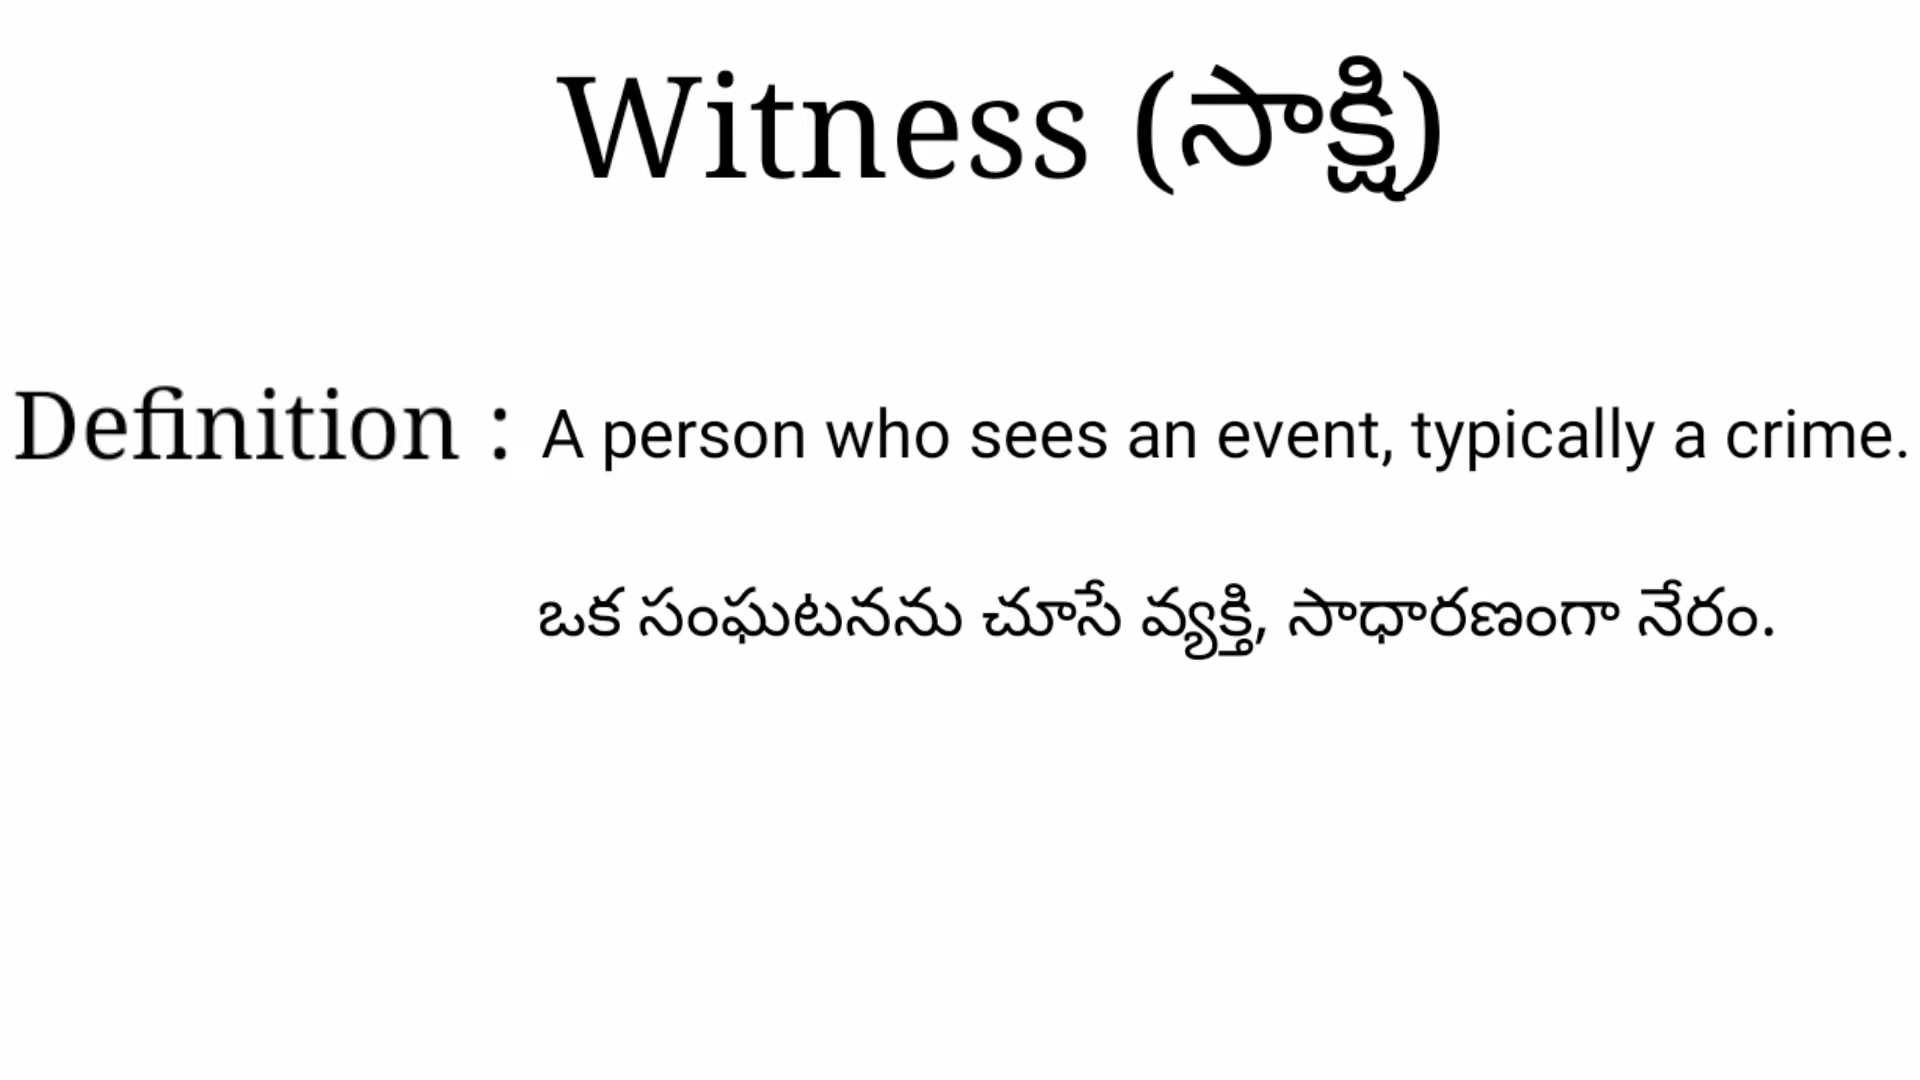 Witness (సాక్షి)
Definition : A person who sees an event, typically a crime.
ఒక సంఘటనను చూసే వ్యక్తి, సాధారణంగా నేరం.